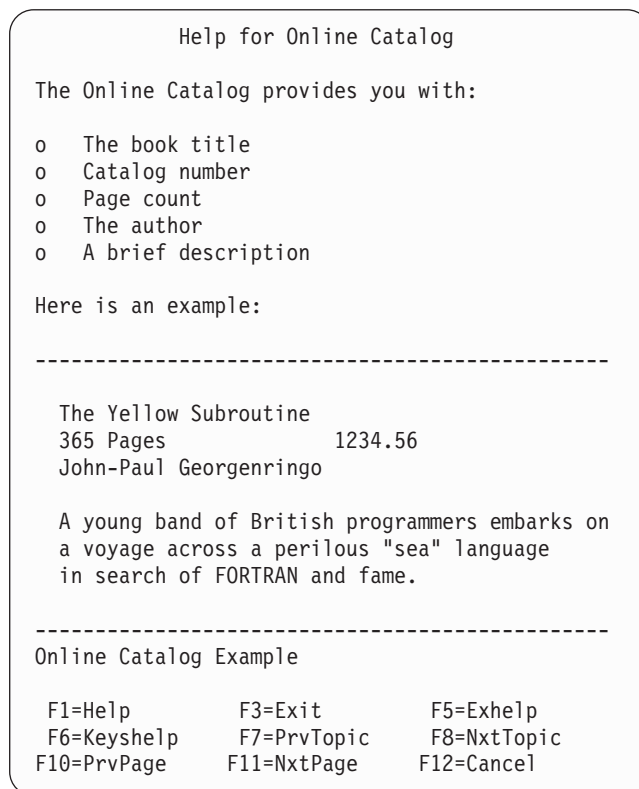 Help for Online Catalog
The Online Catalog provides you with:
o The book title
o Catalog number
o Page count
o The author
o A brief description
Here is an example:
------------------------------------------------
The Yellow Subroutine
365 Pages 1234.56
John-Paul Georgenringo
A young band of British programmers embarks on
a voyage across a perilous "sea" language
in search of FORTRAN and fame.
------------------------------------------------
Online Catalog Example
F1=Help F3=Exit F5=Exhelp
F6=Keyshelp F7=PrvTopic F8=NxtTopic
F10=PrvPage F11=NxtPage F12=Cancel